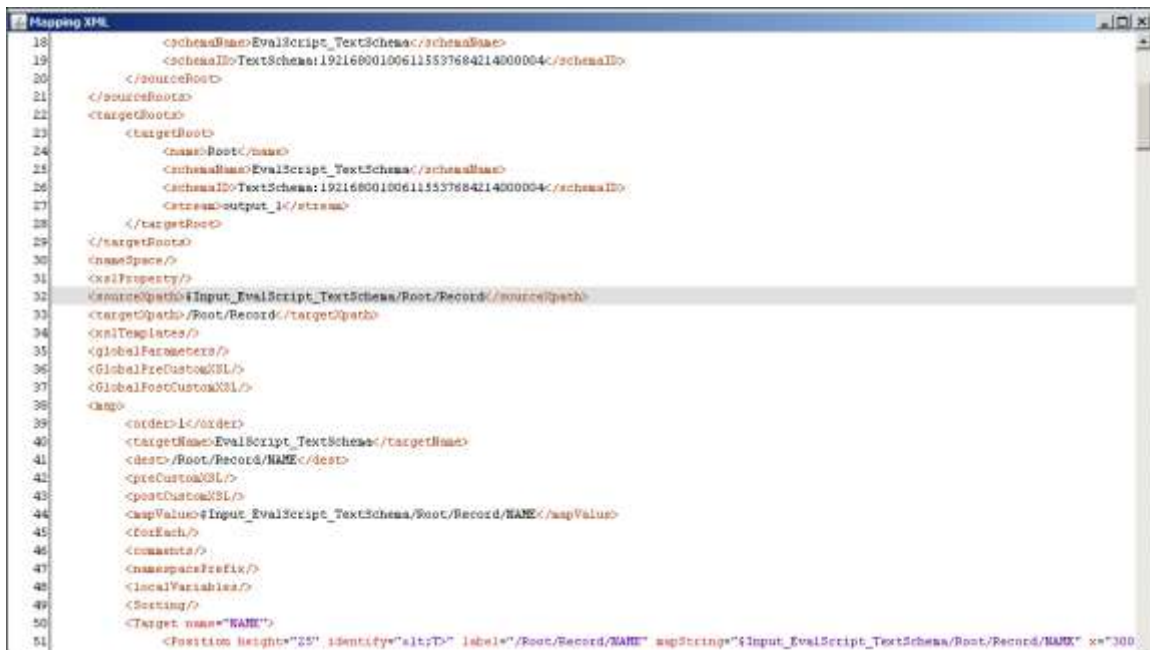 Mapping XML
18 <schemaName>EvalScript_TextSchema</schemaName>
19 <schemaID>TextSchema:1921680010061155376842140​00004</schemaID>
20 </sourceRoot>
21 </sourceRoots>
22 <targetRoots>
23 <targetRoot>
24 <name>Root</name>
25 <schemaName>EvalScript_TextSchema</schemaName>
26 <schemaID>TextSchema:192168001006115537684214000004</schemaID>
27 <stream>output_1</stream>
28 </targetRoot>
29 </targetRoots>
30 <nameSpace/>
31 <xslProperty/>
32 <sourceXpath>$Input_EvalScript_TextSchema/Root/Record</sourceXpath>
33 <targetXpath>/Root/Record</targetXpath>
34 <xslTemplates/>
35 <globalParameters/>
36 <GlobalPreCustomXSL/>
37 <GlobalPostCustomXSL/>
38 <map>
39 <order>1</order>
40 <targetName>EvalScript_TextSchema</targetName>
41 <dest>/Root/Record/NAME</dest>
42 <preCustomXSL/>
43 <postCustomXSL/>
44 <mapValue>$Input_EvalScript_TextSchema/Root/Record/NAME</mapValue>
45 <forEach/>
46 <comments/>
47 <namespacePrefix/>
48 <localVariables/>
49 <Sorting/>
50 <Target name="NAME">
51 <Position height="25" identify="&lt;T>" label="/Root/Record/NAME" mapString="$Input_EvalScript_TextSchema/Root/Record/NAME" x="300